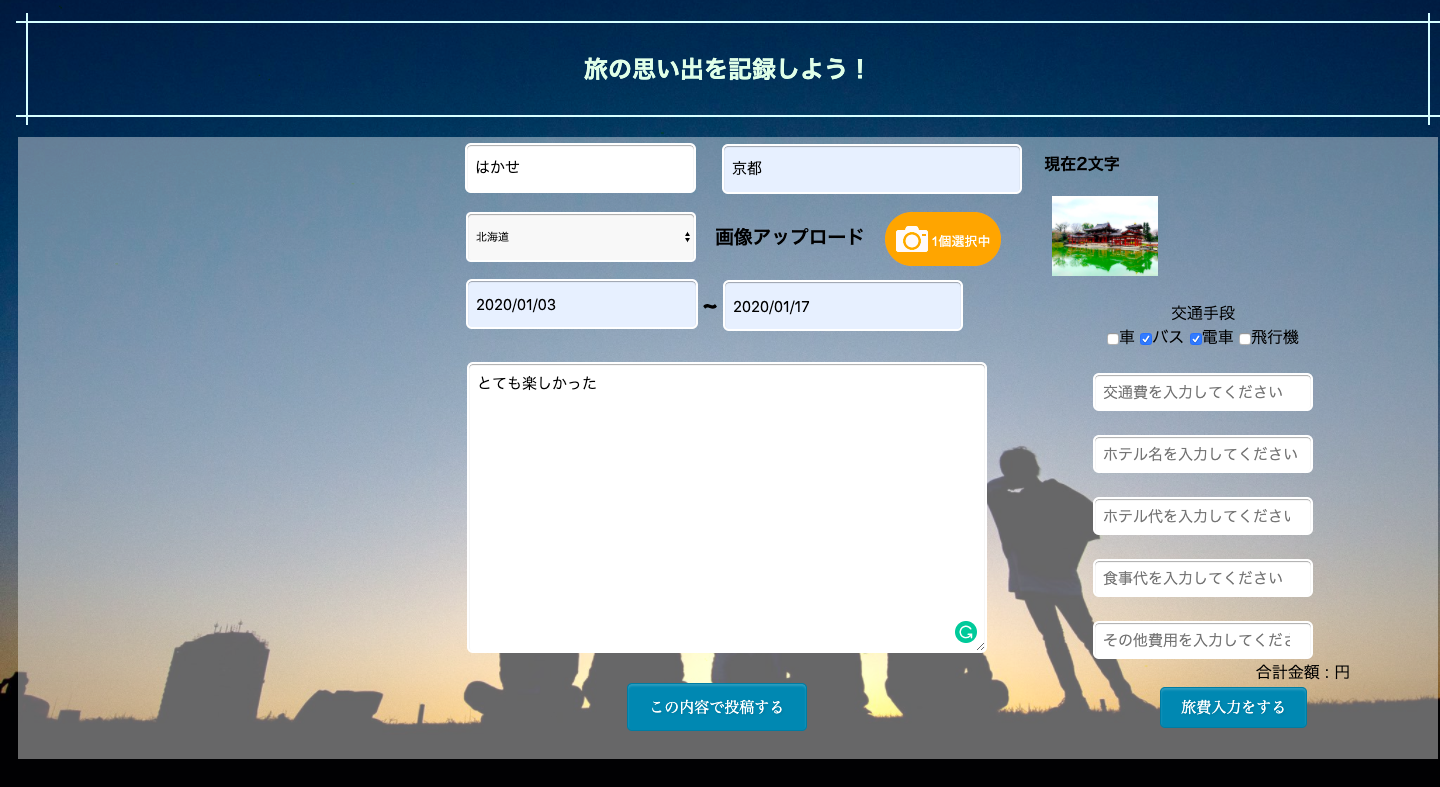 旅の思い出を記録しよう！
はかせ
京都
現在2文字
北海道
画像アップロード
1個選択中
2020/01/03 ~ 2020/01/17
交通手段
車 バス 電車 飛行機
とても楽しかった
交通費を入力してください
ホテル名を入力してください
ホテル代を入力してください
食事代を入力してください
その他費用を入力してくださ
合計金額 : 円
この内容で投稿する
旅費入力をする